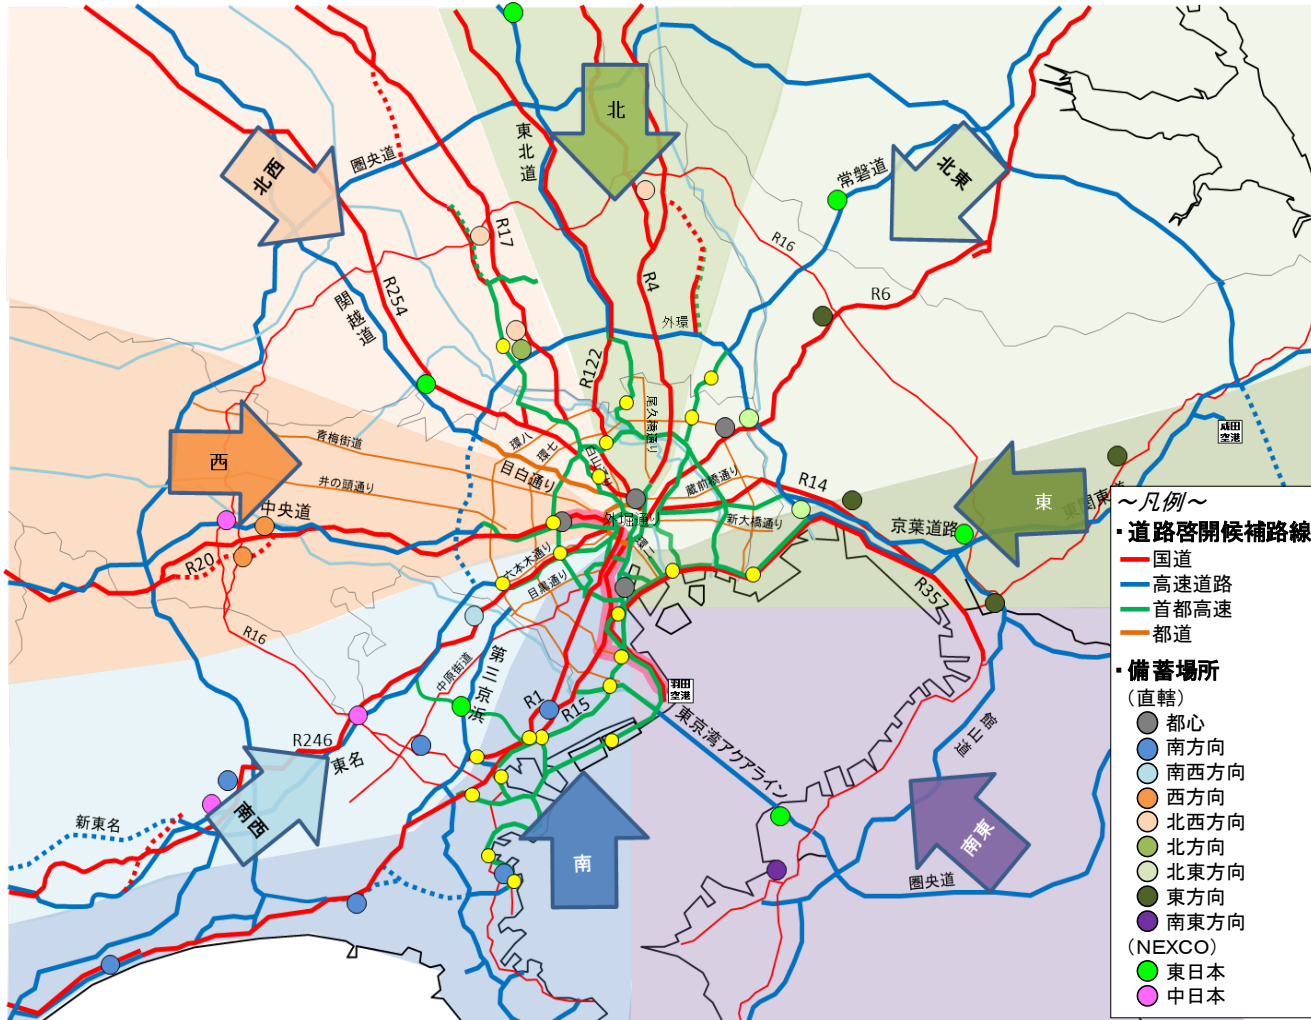 北
東北道
圏央道
北西
常磐道
北東
R17
R16
R254
R4
R6
関越道
外環
R122
尾久橋通り
青梅街道
環八
環七
目白通り
西
井の頭通り
中央道
蔵前橋通り
R14
外堀通り
新大橋通り
成田
空港
東
京葉道路
東関東道
R20
六本木通り
環二
目黒通り
R357
R16
中原街道
第三京浜
羽田
空港
R1
R15
東京湾アクアライン
館山道
R246
東名
南西
新東名
南
南東
圏央道
~凡例~
・道路啓開候補路線
国道
高速道路
首都高速
都道
・備蓄場所
(直轄)
都心
南方向
南西方向
西方向
北西方向
北方向
北東方向
東方向
南東方向
(NEXCO)
東日本
中日本